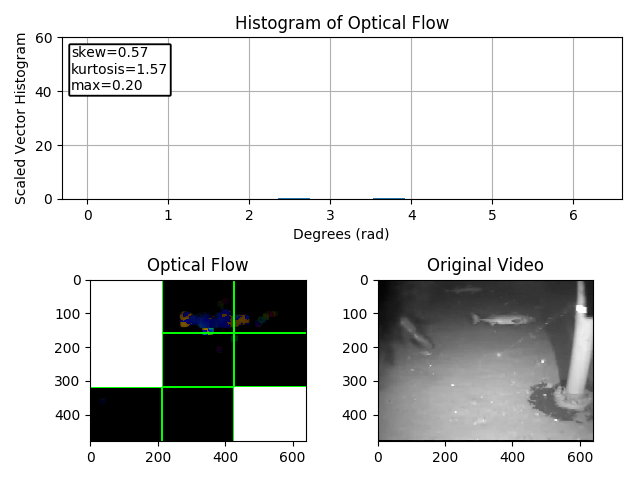 Histogram of Optical Flow
skew=0.57
kurtosis=1.57
max=0.20
Scaled Vector Histogram
60
40
20
0
0 1 2 3 4 5 6
Degrees (rad)
Optical Flow
0
100
200
300
400
0 200 400 600
Original Video
0
100
200
300
400
0 200 400 600